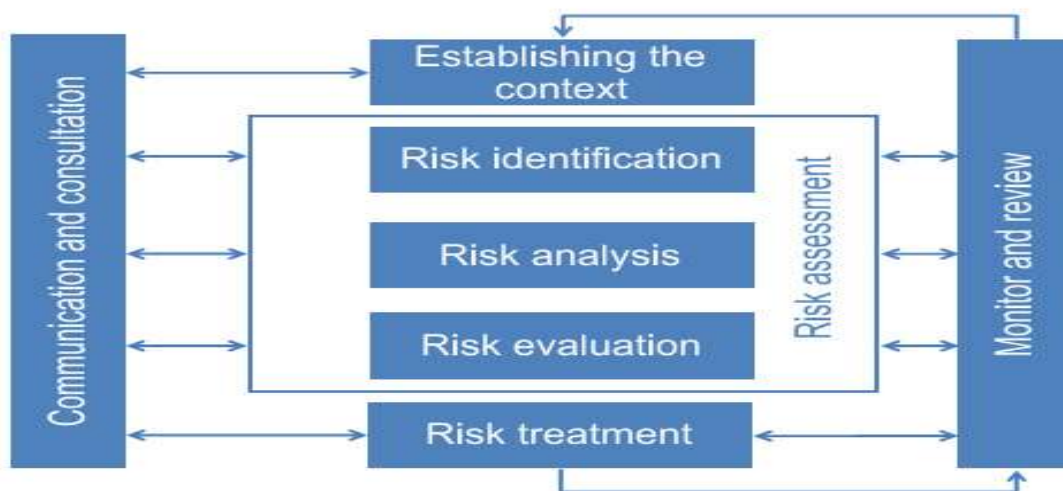 Communication and consultation
Establishing the
context
Risk identification
Risk analysis
Risk evaluation
Risk assessment
Risk treatment
Monitor and review